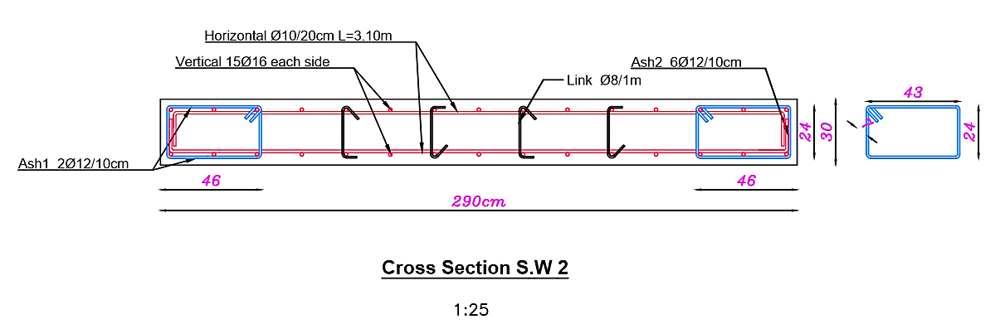 Horizontal Ø10/20cm L=3.10m
Vertical 15Ø16 each side
Link Ø8/1m
Ash2 6Ø12/10cm
43
24
30
24
7
Ash1 2Ø12/10cm
46
46
290cm
Cross Section S.W 2
1:25